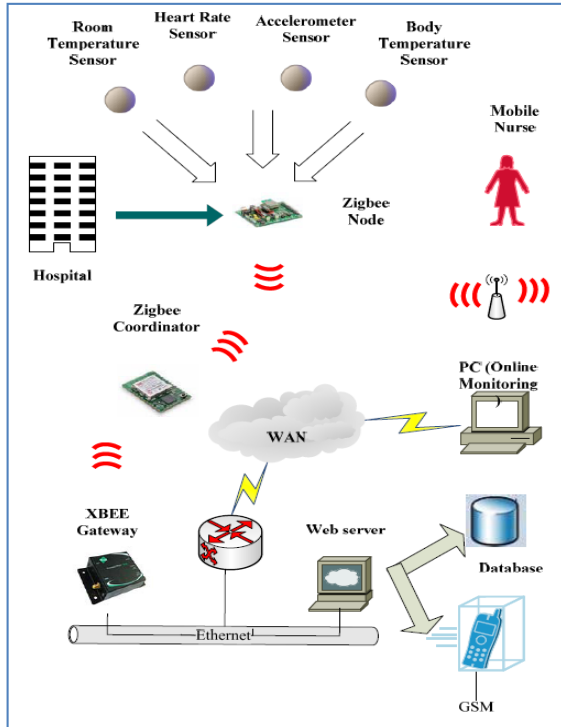 Room
Temperature
Sensor
Heart Rate
Sensor
Accelerometer
Sensor
Body
Temperature
Sensor
Mobile
Nurse
Zigbee
Node
Hospital
Zigbee
Coordinator
PC (Online
Monitoring
)
WAN
XBEE
Gateway
Web server
Database
Ethernet
GSM